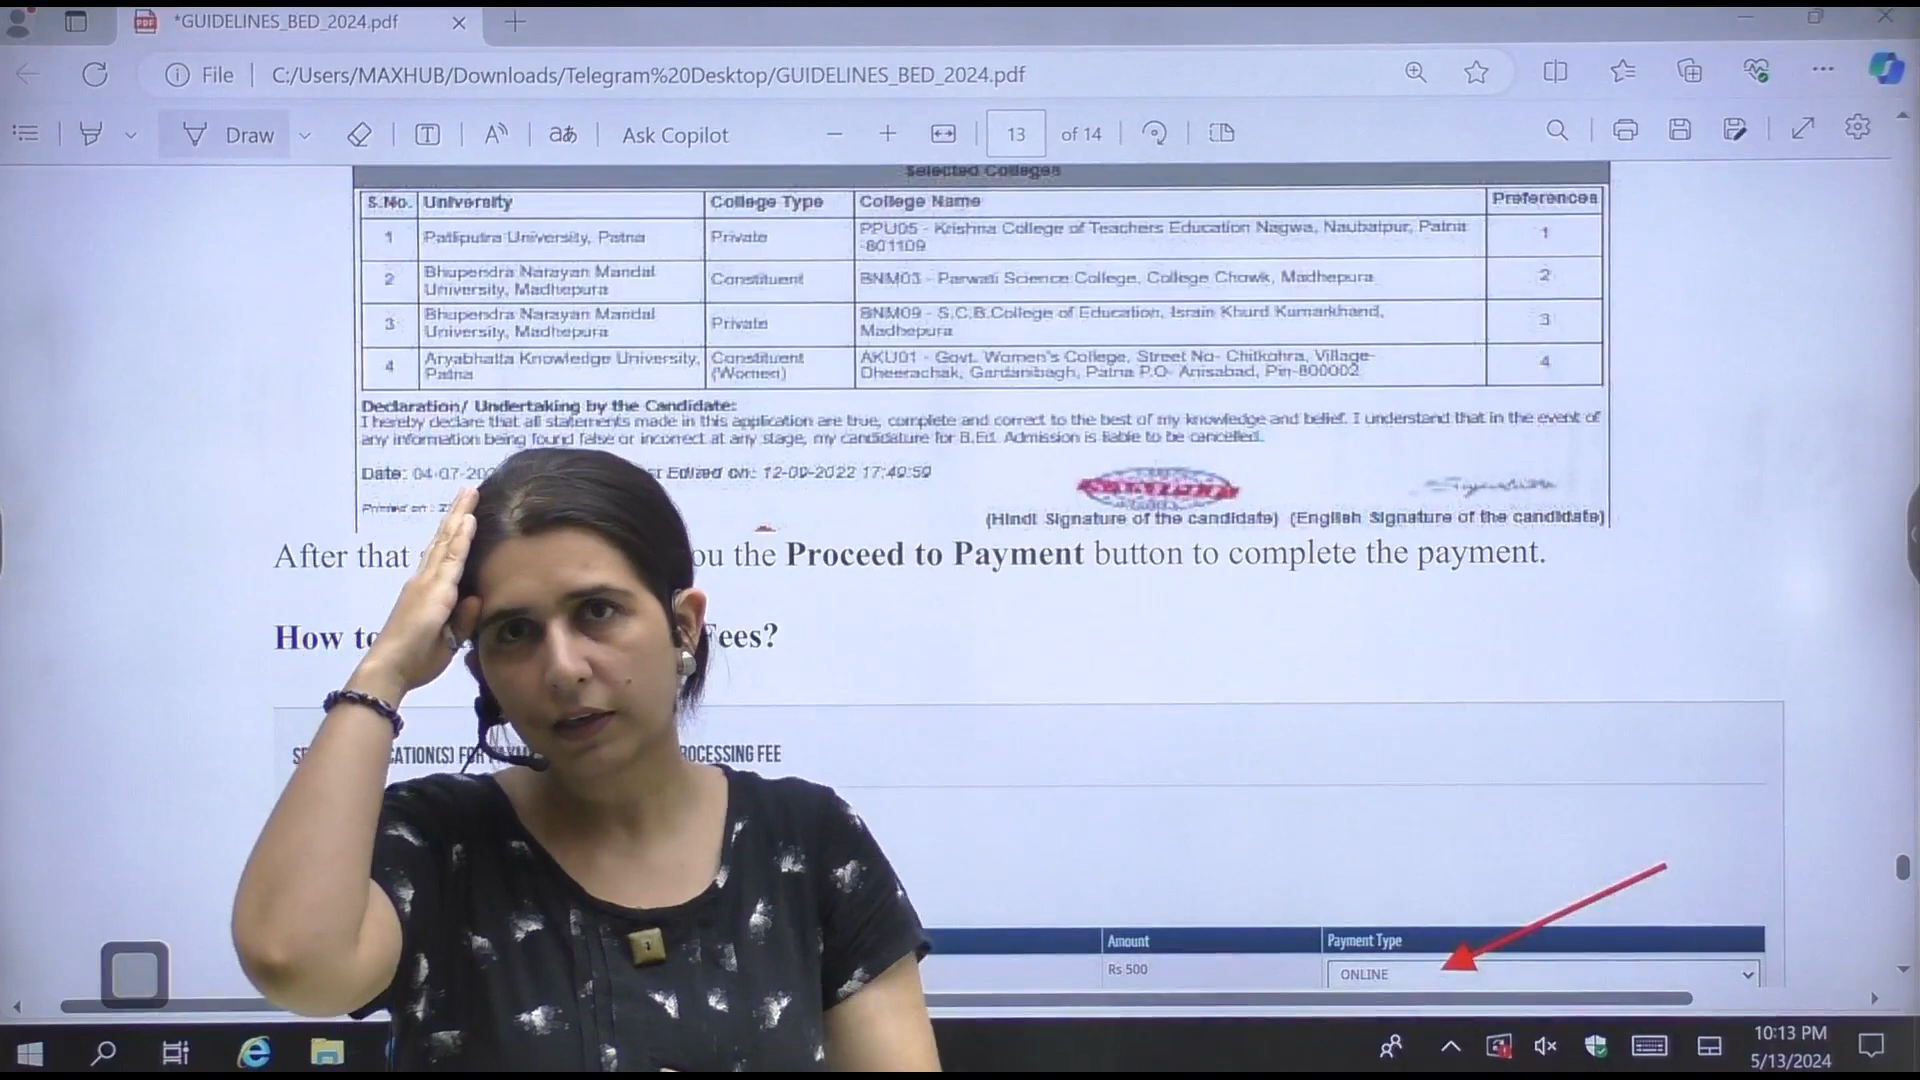 *GUIDELINES_BED_2024.pdf
File
C:/Users/MAXHUB/Downloads/Telegram%20Desktop/GUIDELINES_BED_2024.pdf
Draw
Ask Copilot
13 of 14
Selected Colleges
S.No. University College Type College Name Preferences
1 Patliputra University, Patna Private PPU05 - Krishna College of Teachers Education Nagwa, Naubatpur, Patna
-801109 1
2 Bhupendra Narayan Mandal
University, Madhepura Constituent BNM03 - Parwati Science College, College Chowk, Madhepura 2
3 Bhupendra Narayan Mandal
University, Madhepura Private BNM09 - S.C.B.College of Education, Israin Khurd Kumarkhand,
Madhepura 3
4 Aryabhatta Knowledge University,
Patna Constituent
(Women) AKU01 - Govt. Women's College, Street No- Chitkohra, Village-
Dheerachak, Gardanibagh, Patna P.O- Anisabad, Pin-800002 4
Declaration/ Undertaking by the Candidate:
I hereby declare that all statements made in this application are true, complete and correct to the best of my knowledge and belief. I understand that in the event of
any information being found false or incorrect at any stage, my candidature for B.Ed. Admission is liable to be cancelled.
Date: 04-07-20 Edited on: 12-09-2022 17:40:59
(Hindi Signature of the candidate) (English Signature of the candidate)
After that the Proceed to Payment button to complete the payment.
How to Fees?
FOR PROCESSING FEE
Amount Payment Type
Rs 500 ONLINE
10:13 PM
5/13/2024